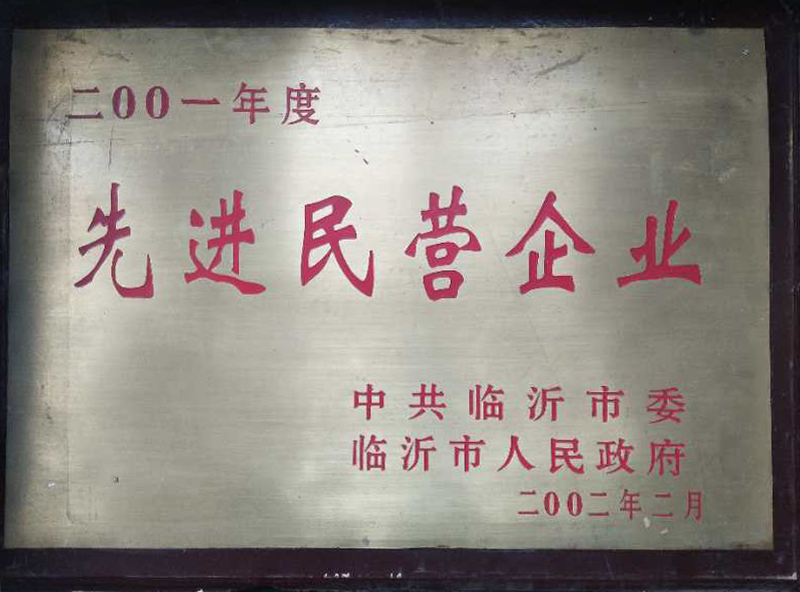 二00一年度
先进民营企业
中共临沂市委
临沂市人民政府
二00二年二月